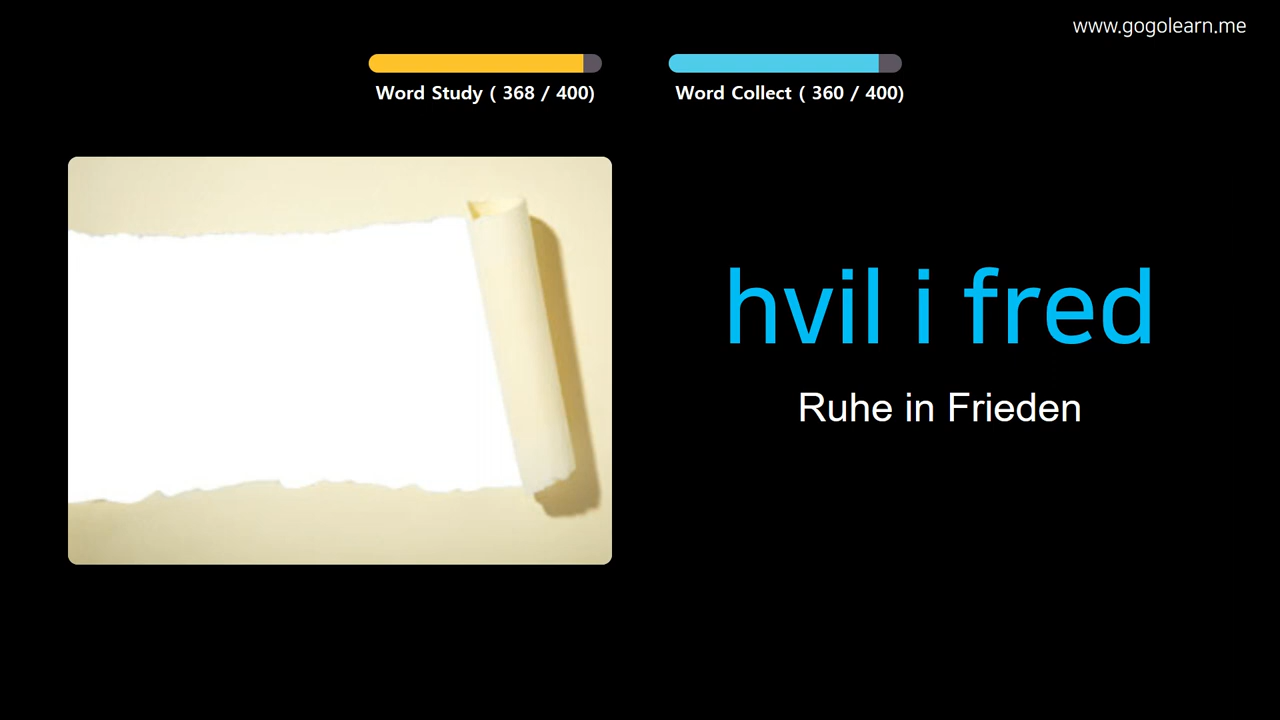 www.gogolearn.me
Word Study ( 368 / 400)
Word Collect ( 360 / 400)
hvil i fred
Ruhe in Frieden